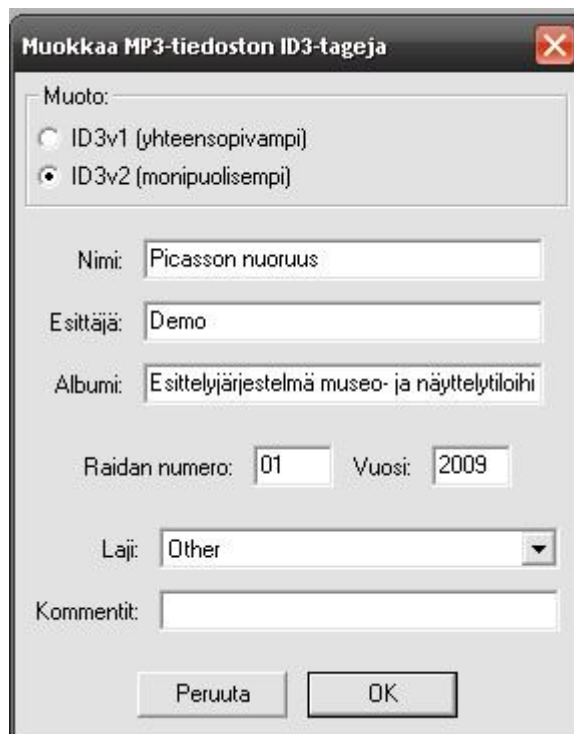 Muokkaa MP3-tiedoston ID3-tageja
Muoto:
ID3v1 (yhteensopivampi)
ID3v2 (monipuolisempi)
Nimi: Picasson nuoruus
Esittäjä: Demo
Albumi: Esittelyjärjestelmä museo- ja näyttelytiloihi
Raidan numero: 01 Vuosi: 2009
Laji: Other
Kommentit:
Peruuta OK